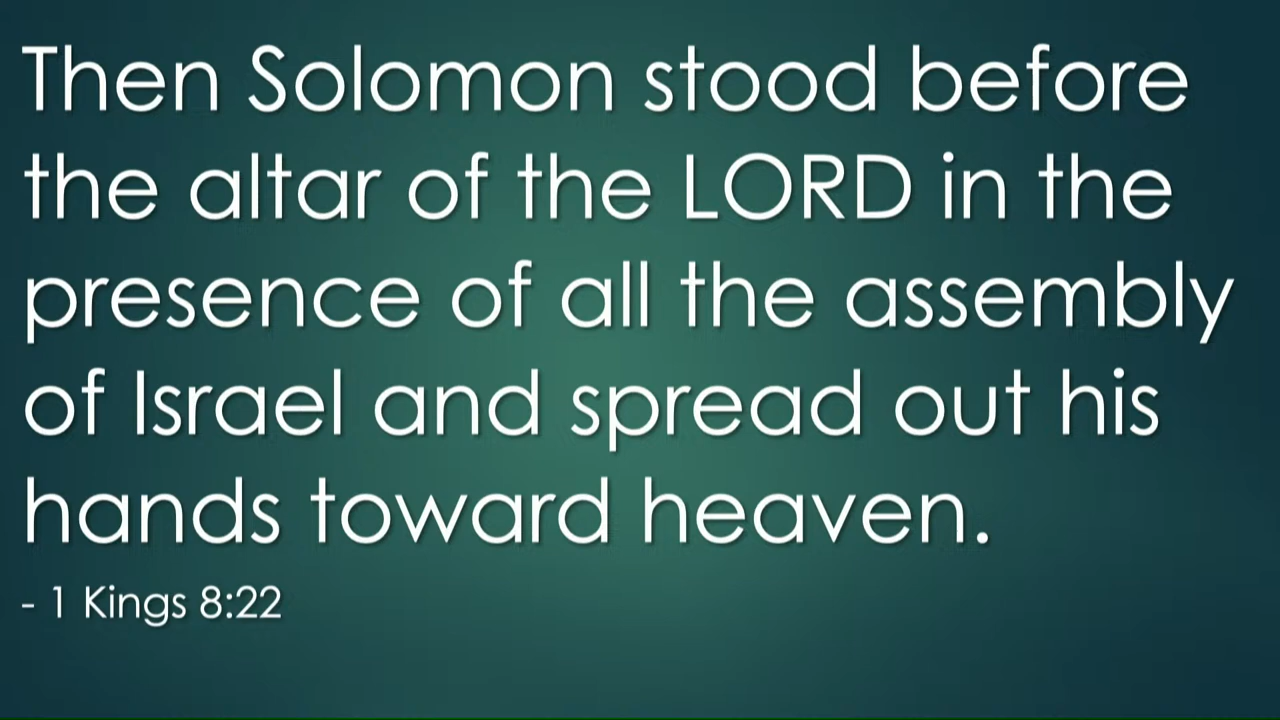 Then Solomon stood before
the altar of the LORD in the
presence of all the assembly
of Israel and spread out his
hands toward heaven.
- 1 Kings 8:22